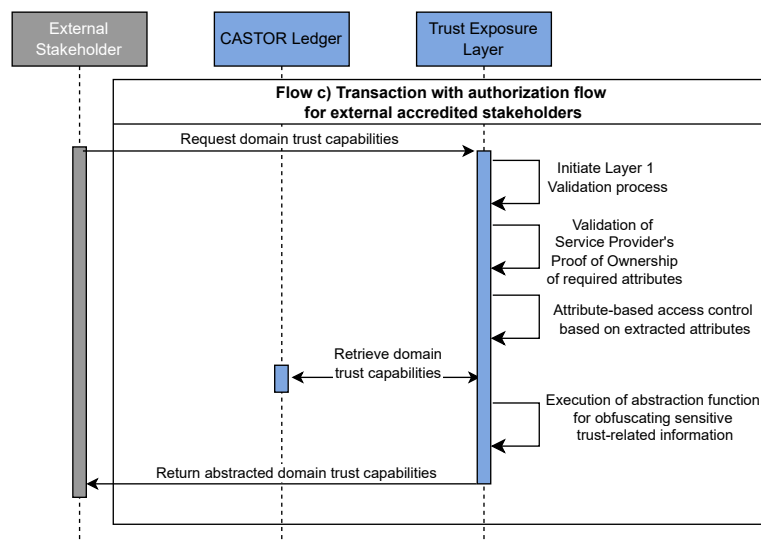 External
Stakeholder
CASTOR Ledger
Trust Exposure
Layer
Flow c) Transaction with authorization flow
for external accredited stakeholders
Request domain trust capabilities
Initiate Layer 1
Validation process
Validation of
Service Provider's
Proof of Ownership
of required attributes
Attribute-based access control
based on extracted attributes
Retrieve domain
trust capabilities
Execution of abstraction function
for obfuscating sensitive
trust-related information
Return abstracted domain trust capabilities